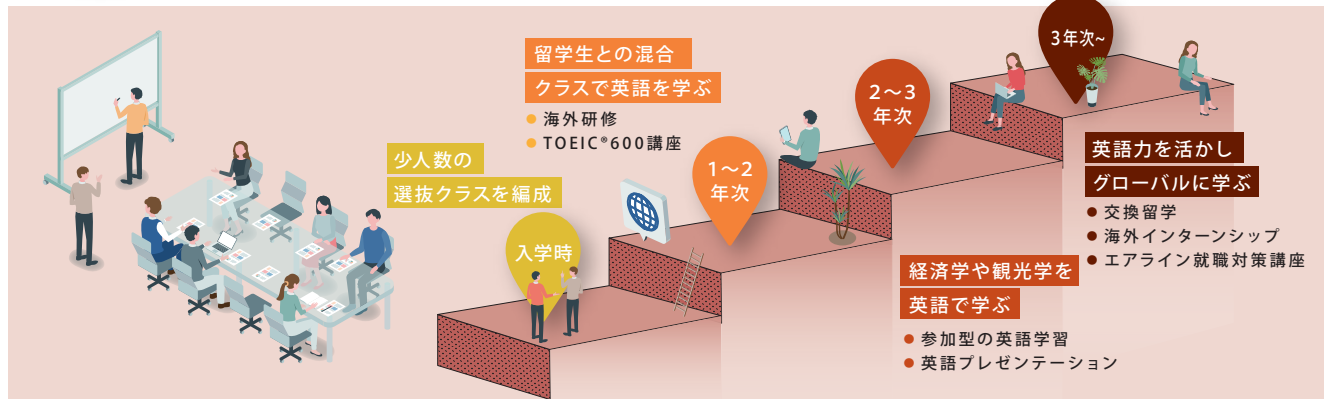 入学時
少人数の
選抜クラスを編成
1〜2
年次
留学生との混合
クラスで英語を学ぶ
● 海外研修
● TOEIC®600講座
2〜3
年次
経済学や観光学を
英語で学ぶ
● 参加型の英語学習
● 英語プレゼンテーション
3年次~
英語力を活かし
グローバルに学ぶ
● 交換留学
● 海外インターンシップ
● エアライン就職対策講座